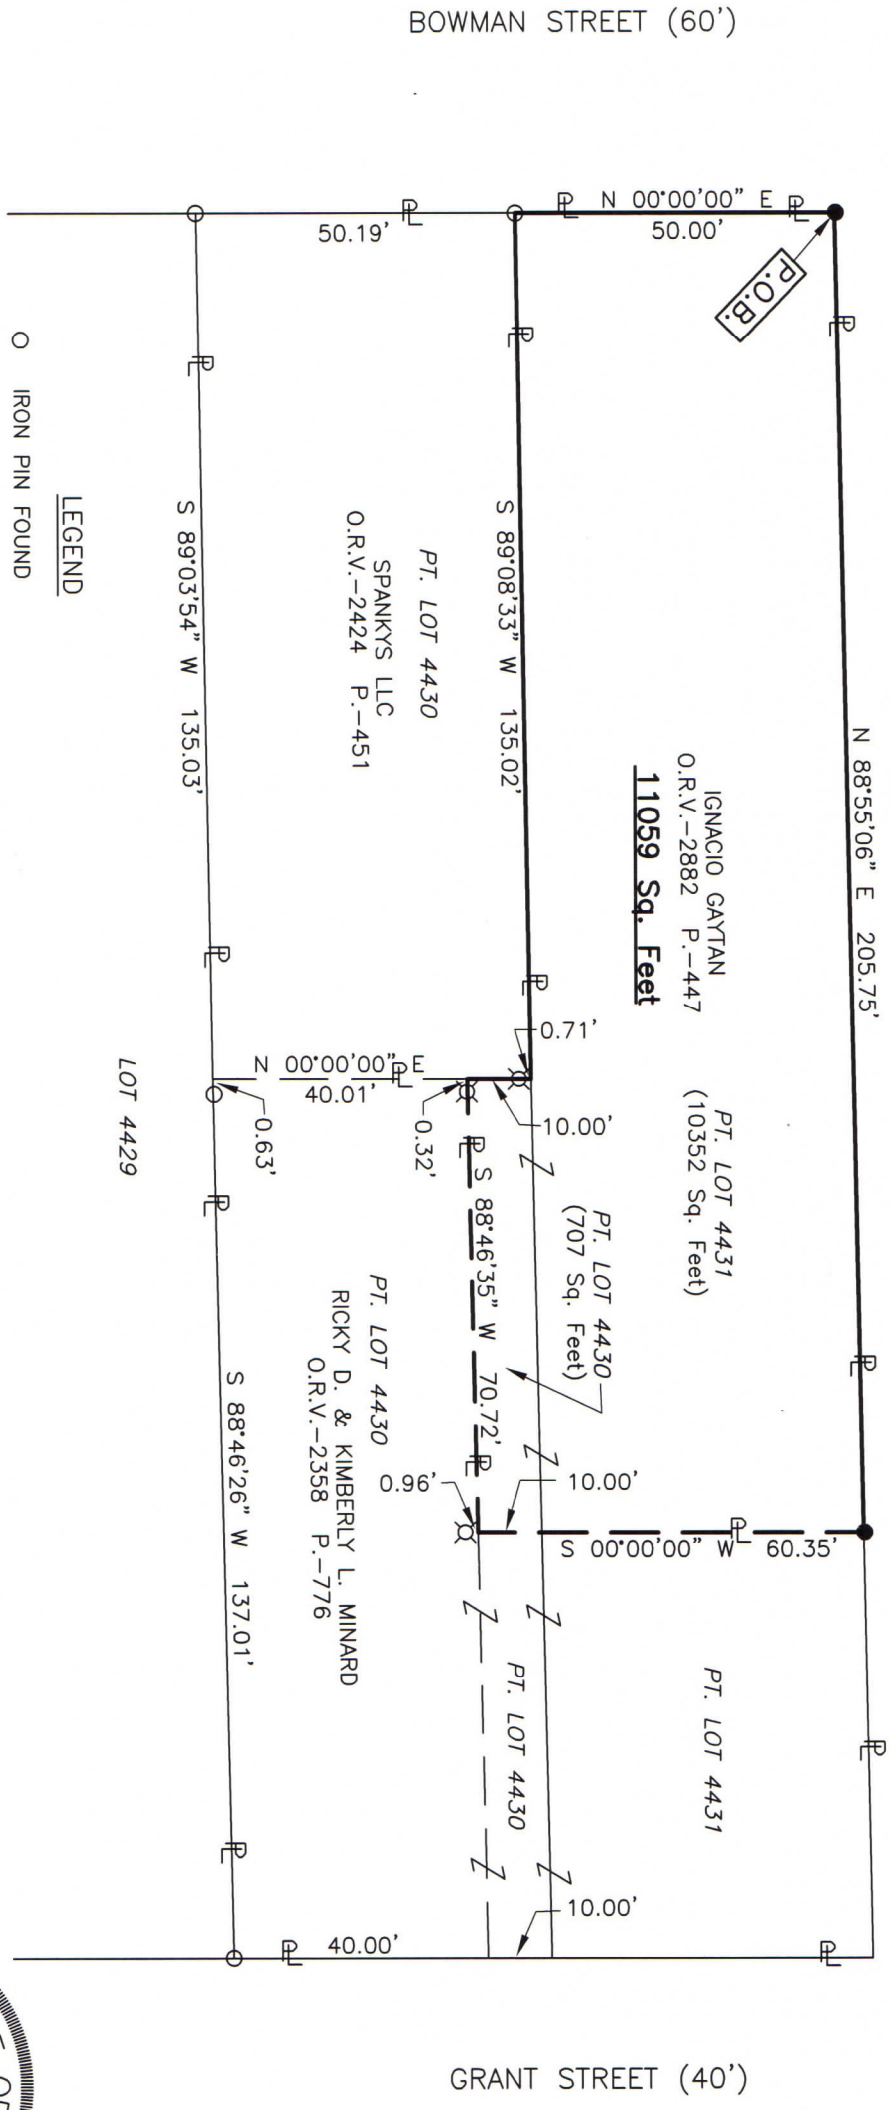 BOWMAN STREET (60')
N 00°00'00" E
50.00'
50.19'
P.O.B.
N 88°55'06" E 205.75'
S 89°08'33" W 135.02'
S 89°03'54" W 135.03'
PT. LOT 4430
SPANKYS LLC
O.R.V.-2424 P.-451
LEGEND
O IRON PIN FOUND
IGNACIO GAYTAN
O.R.V.-2882 P.-447
11059 Sq. Feet
PT. LOT 4431
(10352 Sq. Feet)
0.71'
10.00'
N 00°00'00" E
40.01'
0.32'
0.63'
LOT 4429
PT. LOT 4430
(707 Sq. Feet)
S 88°46'35" W 70.72'
PT. LOT 4430
RICKY D. & KIMBERLY L. MINARD
O.R.V.-2358 P.-776
S 88°46'26" W 137.01'
0.96'
10.00'
S 00°00'00" W 60.35'
PT. LOT 4431
PT. LOT 4430
10.00'
40.00'
GRANT STREET (40')